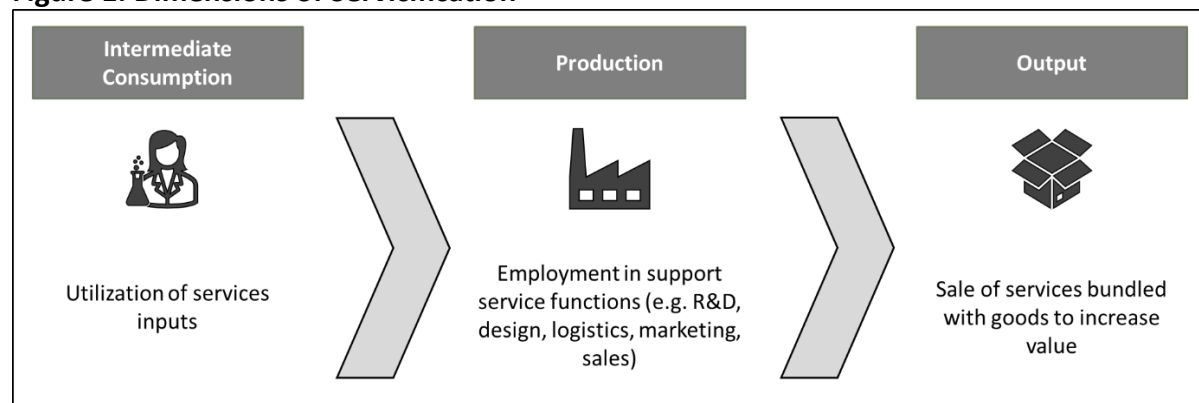 Figure
Dimensions of Servicification
Intermediate
Consumption
Production
Output
Utilization of services
inputs
Employment in support
service functions (e.g. R&D,
design, logistics, marketing,
sales)
Sale of services bundled
with goods to increase
value